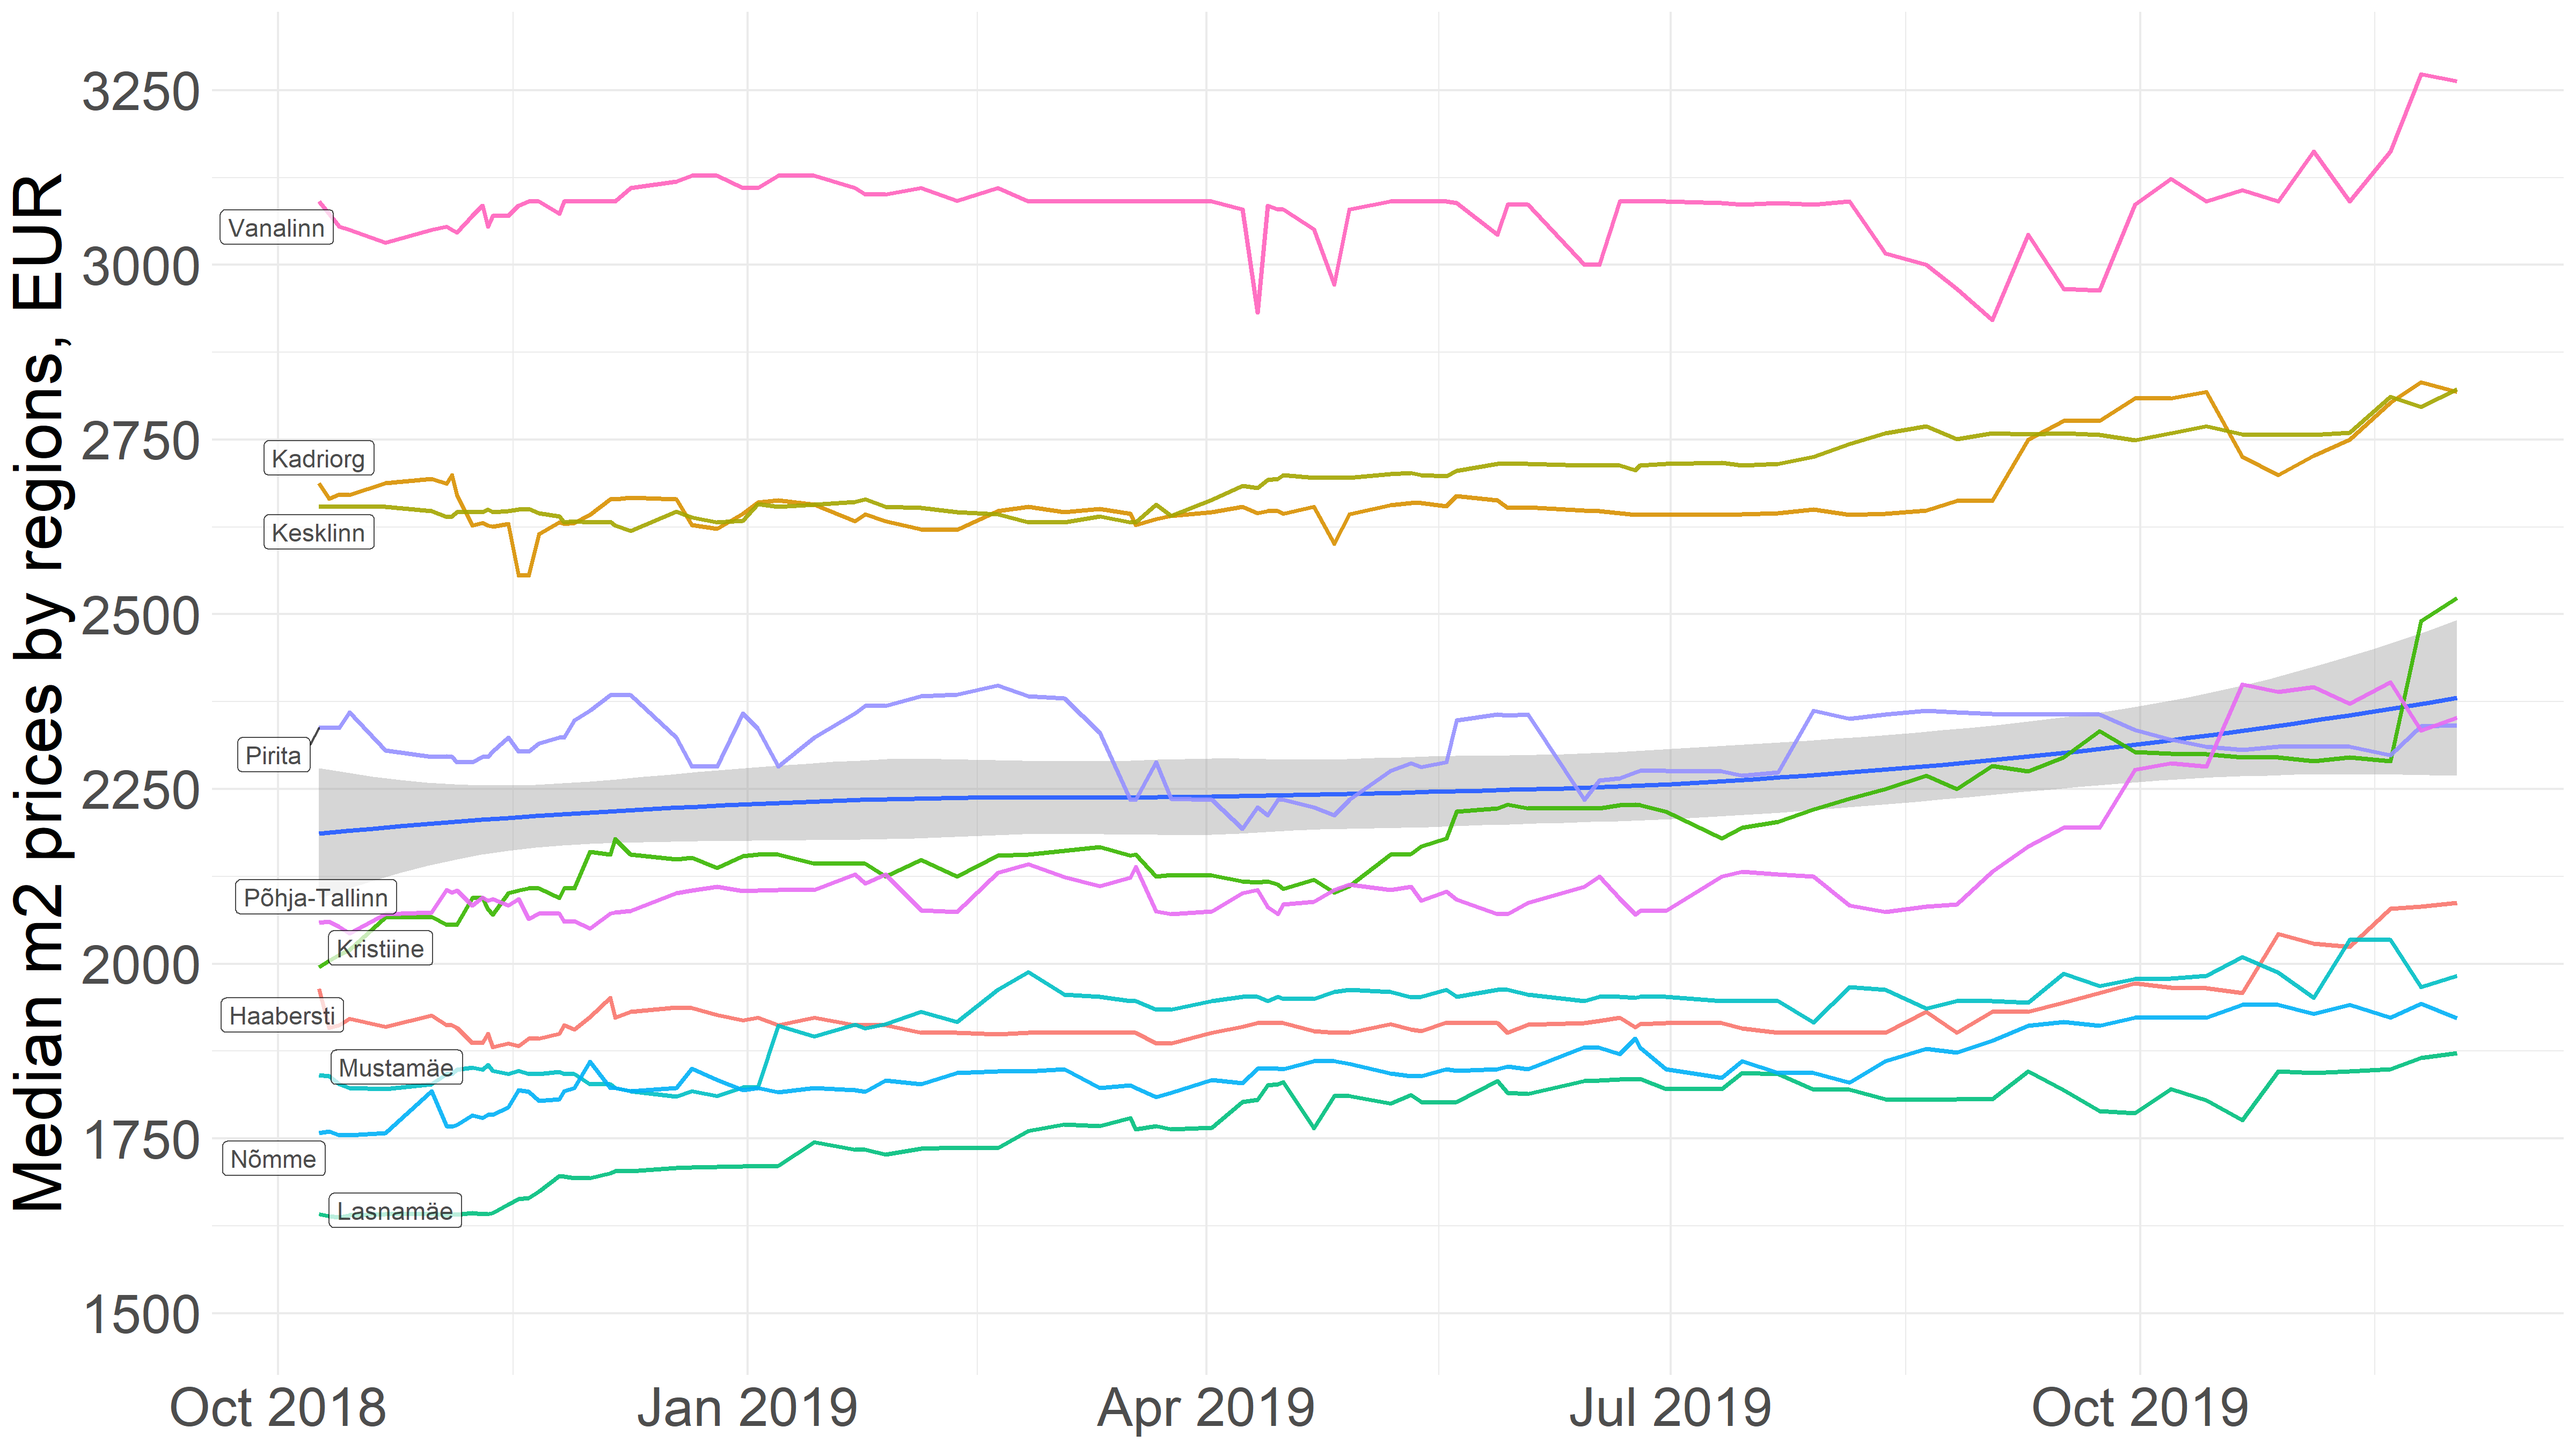 Median m2 prices by regions, EUR
3250
3000
2750
2500
2250
2000
1750
1500
Vanalinn
Kadriorg
Kesklinn
Pirita
Põhja-Tallinn
Kristiine
Haabersti
Mustamäe
Nõmme
Lasnamäe
Oct 2018 Jan 2019 Apr 2019 Jul 2019 Oct 2019